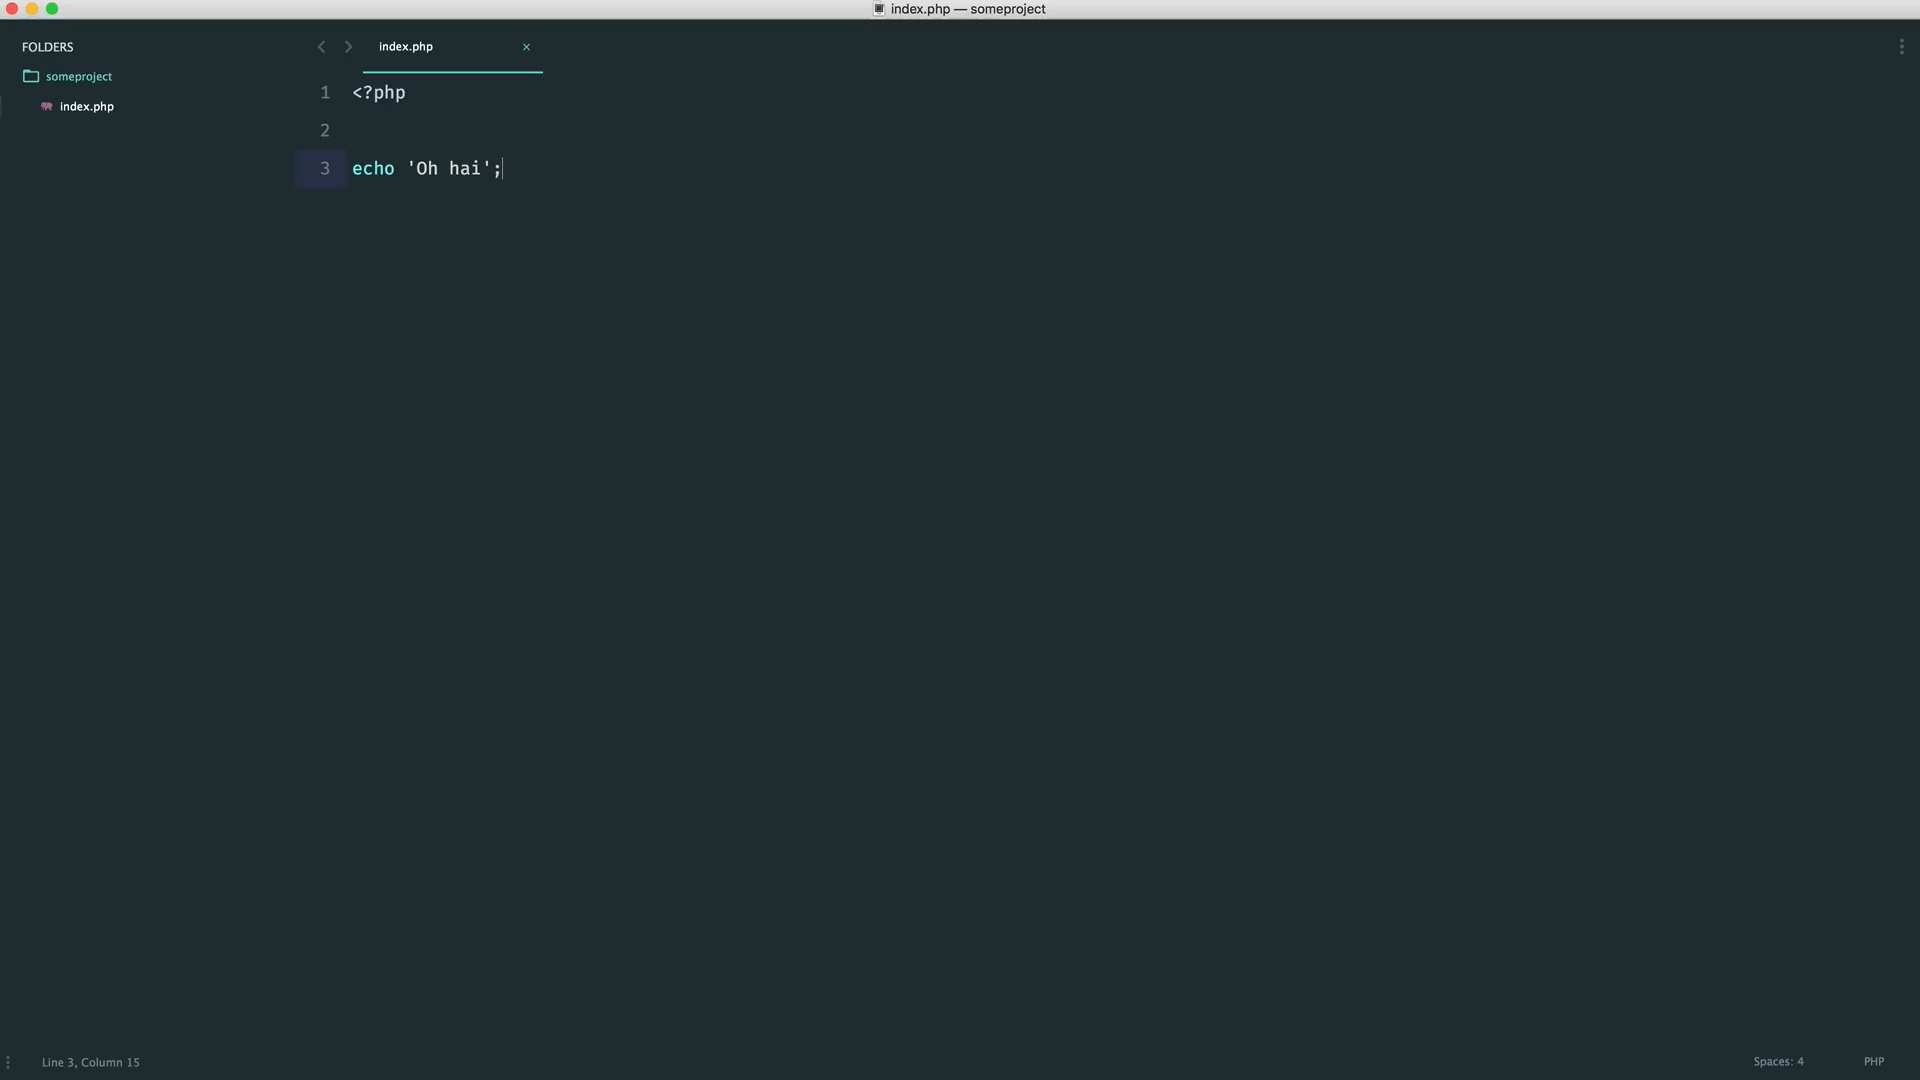 index.php — someproject
FOLDERS
someproject
index.php
index.php ×
1 <?php
2
3 echo 'Oh hai';
Line 3, Column 15
Spaces: 4
PHP